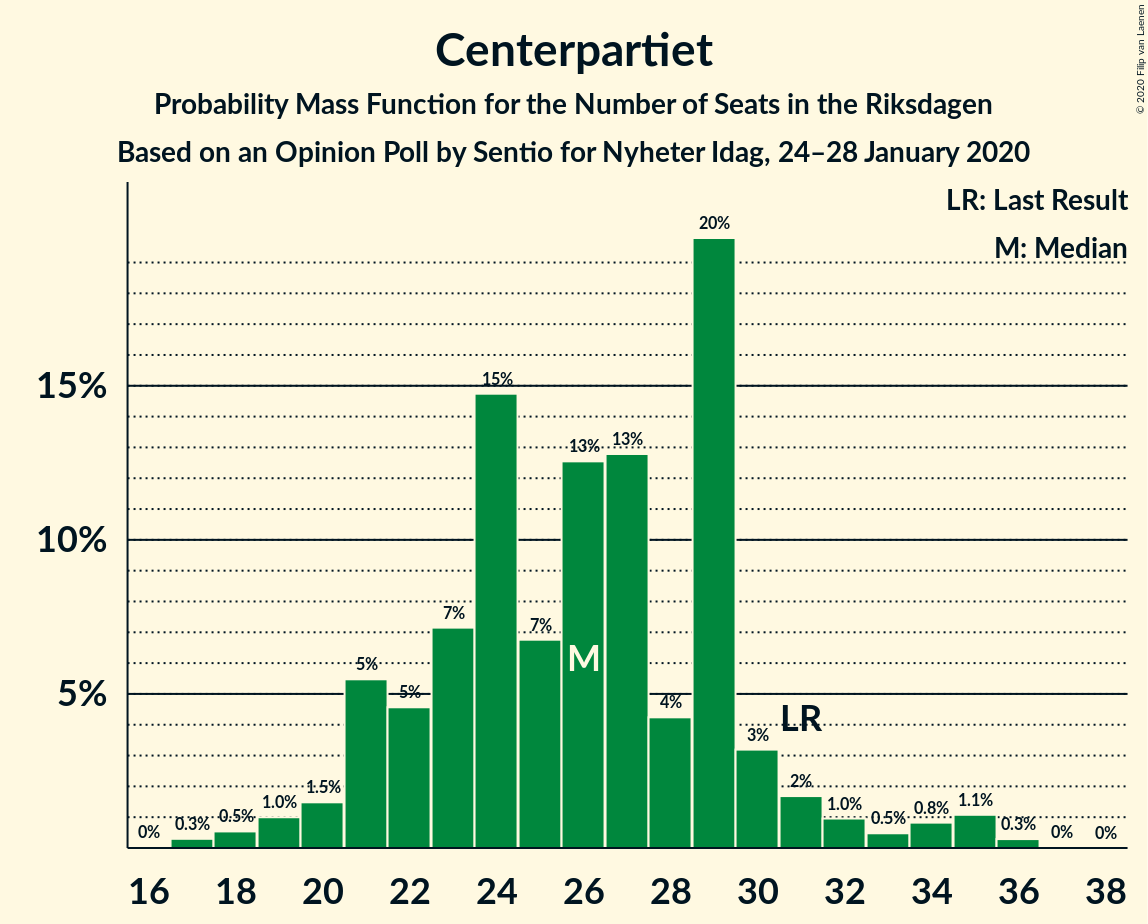 Centerpartiet
Probability Mass Function for the Number of Seats in the Riksdagen
Based on an Opinion Poll by Sentio for Nyheter Idag, 24–28 January 2020
© 2020 Filip van Laenen
LR: Last Result
M: Median
15%
10%
5%
0%
0.3%
0.5%
1.0%
1.5%
5%
5%
7%
15%
7%
13%
13%
4%
20%
3%
2%
1.0%
0.5%
0.8%
1.1%
0.3%
0%
0%
M
LR
16 18 20 22 24 26 28 30 32 34 36 38